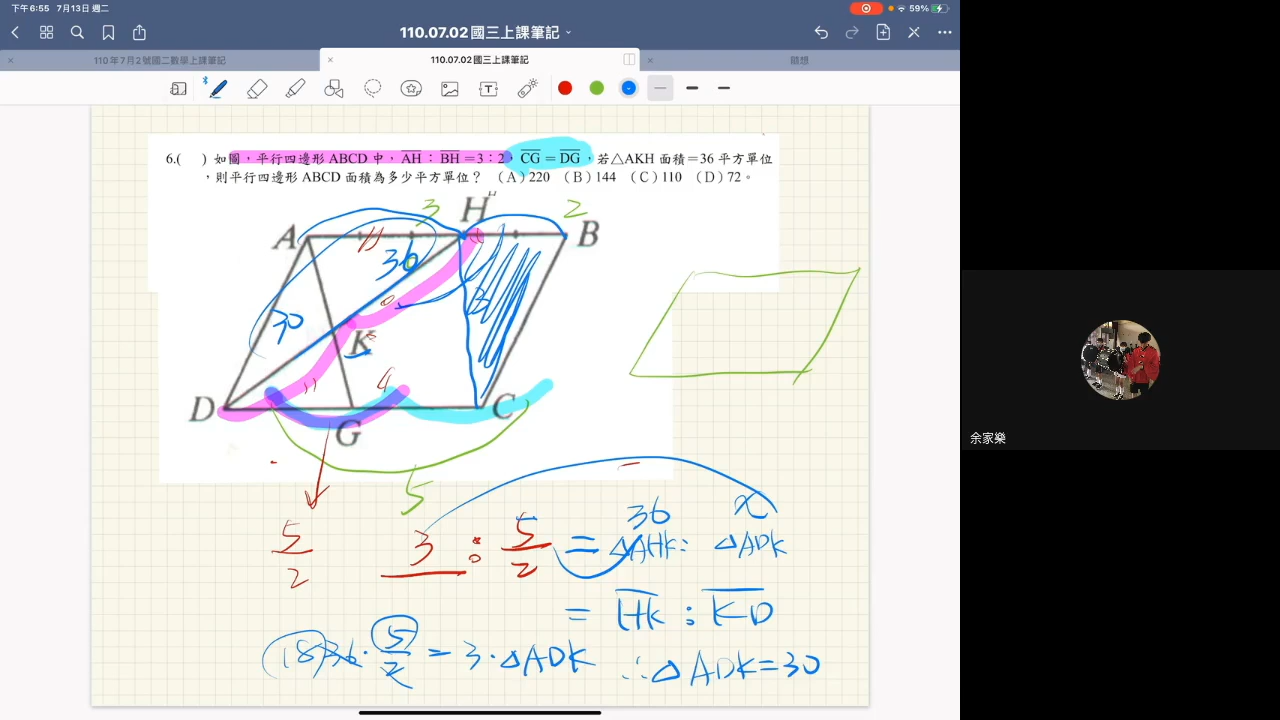 下午6:55 7月13日 週二
59%
110.07.02國三上課筆記
110年7月2號國二數學上課筆記
110.07.02國三上課筆記
隨想
6.( ) 如圖，平行四邊形 ABCD 中，AH：BH＝3：2，CG＝DG，若△AKH 面積＝36 平方單位
，則平行四邊形 ABCD 面積為多少平方單位？ （A）220 （B）144 （C）110 （D）72。
3 H 2
A B
36
30
K
4
D G C
余家樂
5
36 x
5/2 3 : 5/2 = △AHK : △ADK
= HK : KD
18 36 · 5/2 = 3 · △ADK ∴ △ADK = 30